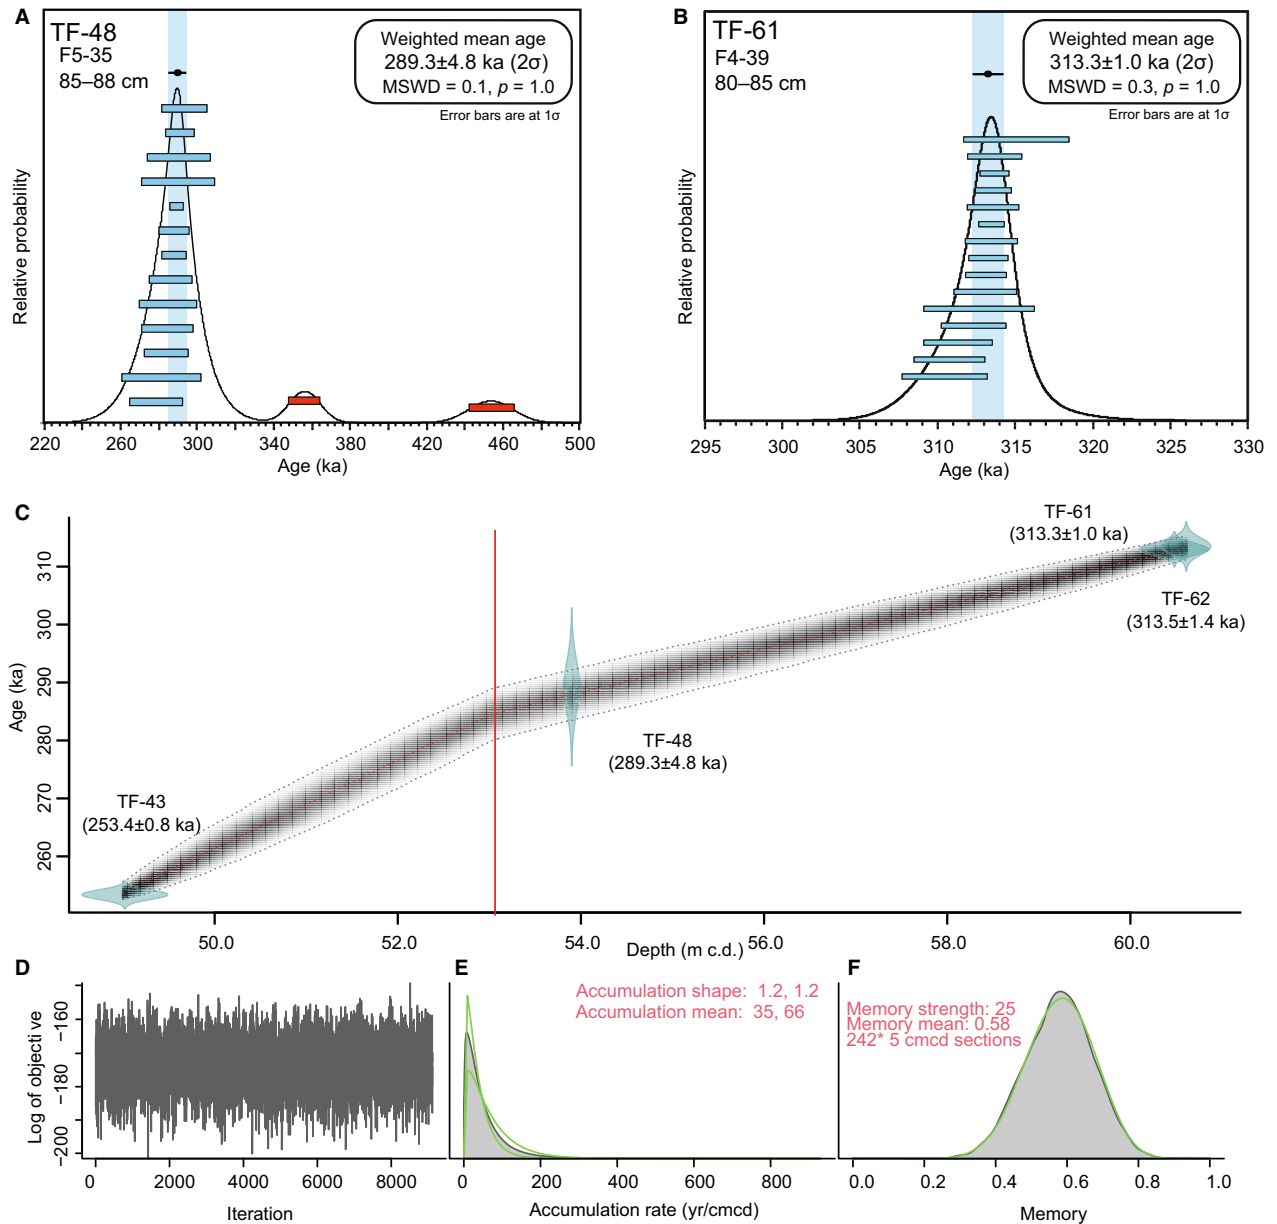 A
TF-48
F5-35
85–88 cm
Weighted mean age
289.3±4.8 ka (2σ)
MSWD = 0.1, p = 1.0
Error bars are at 1σ
Relative probability
220 260 300 340 380 420 460 500
Age (ka)
B
TF-61
F4-39
80–85 cm
Weighted mean age
313.3±1.0 ka (2σ)
MSWD = 0.3, p = 1.0
Error bars are at 1σ
Relative probability
295 300 305 310 315 320 325 330
Age (ka)
C
TF-61
(313.3±1.0 ka)
TF-62
(313.5±1.4 ka)
TF-48
(289.3±4.8 ka)
TF-43
(253.4±0.8 ka)
Age (ka)
310
300
290
280
270
260
50.0 52.0 54.0 56.0 58.0 60.0
Depth (m c.d.)
D
Log of objective
−160
−180
−200
0 2000 4000 6000 8000
Iteration
E
Accumulation shape: 1.2, 1.2
Accumulation mean: 35, 66
0 200 400 600 800
Accumulation rate (yr/cmcd)
F
Memory strength: 25
Memory mean: 0.58
242* 5 cmcd sections
0.0 0.2 0.4 0.6 0.8 1.0
Memory